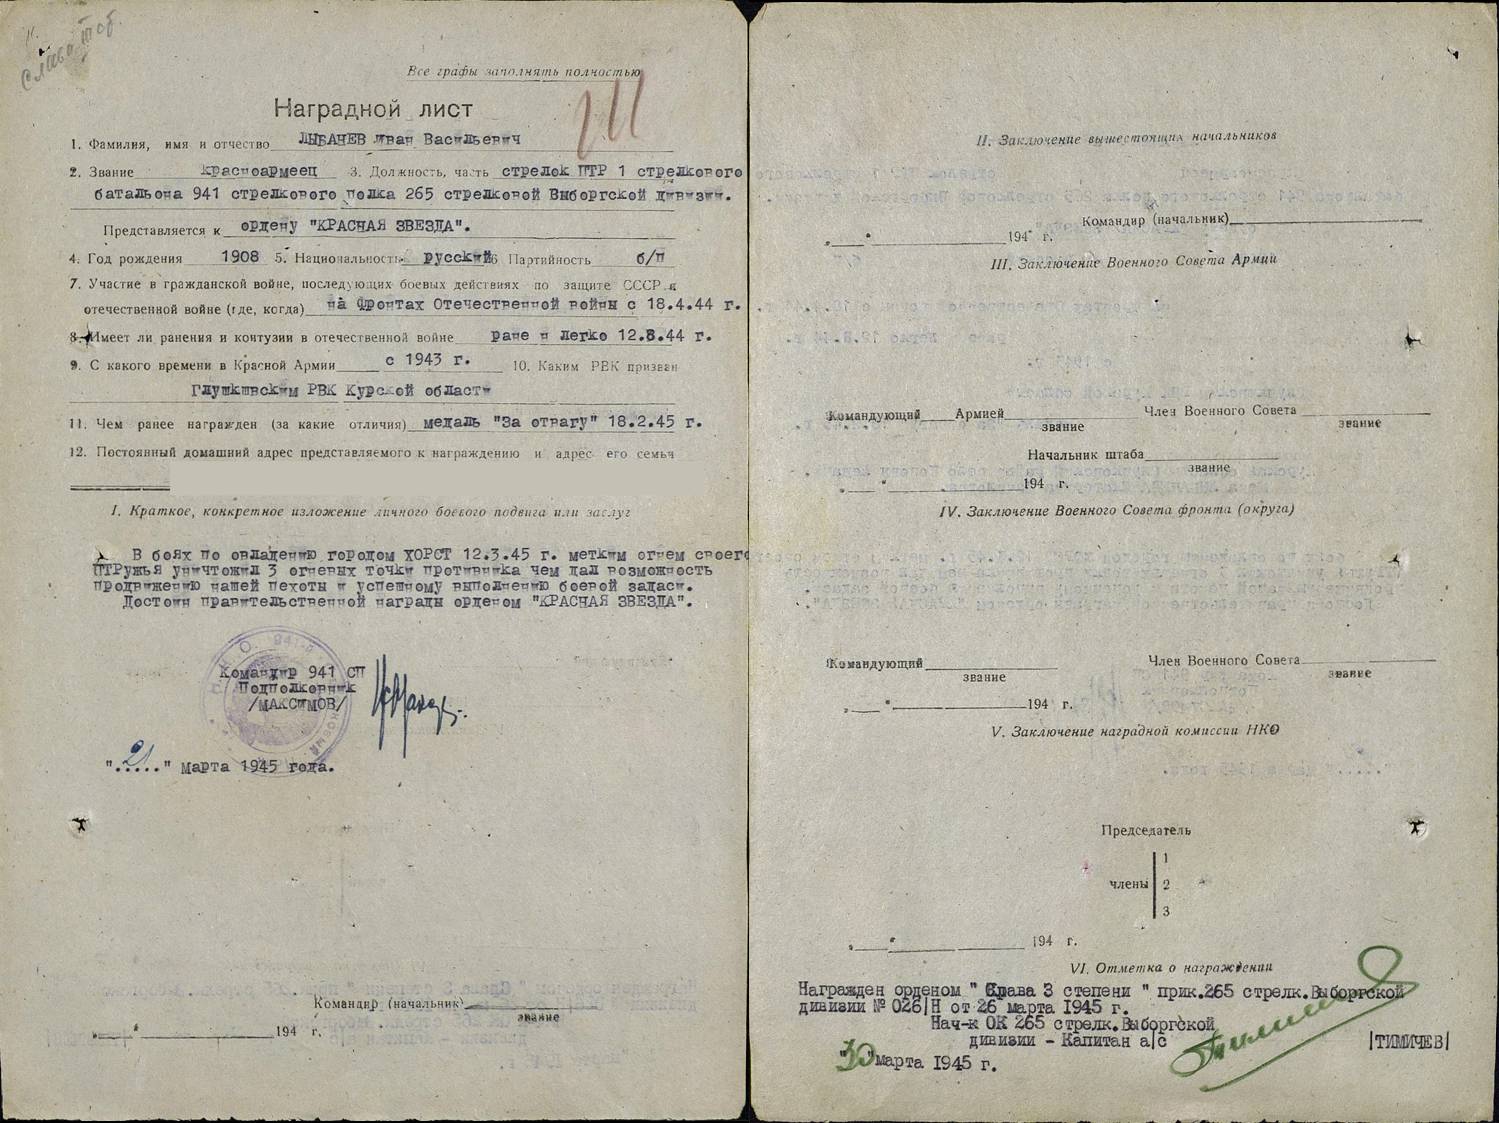 Слава III ст.
Все графы заполнять полностью
Наградной лист
1. Фамилия, имя и отчество ЛЫБАНЕВ Иван Васильевич
2. Звание красноармеец 3. Должность, часть стрелок ПТР 1 стрелкового
батальона 941 стрелкового полка 265 стрелковой Выборгской дивизии.
Представляется к ордену "КРАСНАЯ ЗВЕЗДА".
4. Год рождения 1908 5. Национальность русский 6 Партийность б/п
7. Участие в гражданской войне, последующих боевых действиях по защите СССР и
отечественной войне (где, когда) на Фронтах Отечественной войны с 18.4.44 г.
8. Имеет ли ранения и контузии в отечественной войне ране н легко 12.8.44 г.
9. С какого времени в Красной Армии с 1943 г. 10. Каким РВК призван
Глушкивским РВК Курской области
11. Чем ранее награжден (за какие отличия) медаль "За отвагу" 18.2.45 г.
12. Постоянный домашний адрес представляемого к награждению и адрес его семьи
I. Краткое, конкретное изложение личного боевого подвига или заслуг
В боях по овладению городом ХОРСТ 12.3.45 г. метким огнем своего
ПТРужья уничтожил 3 огневых точки противника чем дал возможность
продвижению нашей пехоты и успешному выполнению боевой задачи.
Достоин правительственной награды орденом "КРАСНАЯ ЗВЕЗДА".
Командир 941 СП
Подполковник
/МАКСИМОВ/
"21" марта 1945 года.
Командир (начальник)
звание
„ “ 194 г.
II. Заключение вышестоящих начальников
Командир (начальник)
„ “ 194 г.
III. Заключение Военного Совета Армии
Командующий Армией Член Военного Совета
звание звание
Начальник штаба
звание
„ “ 194 г.
IV. Заключение Военного Совета фронта (округа)
Командующий Член Военного Совета
звание звание
„ “ 194 г.
V. Заключение наградной комиссии НКО
Председатель
1
члены 2
3
„ “ 194 г.
VI. Отметка о награждении
Награжден орденом " Слава 3 степени " прик.265 стрелк.Выборгской
дивизии № 026/Н от 26 марта 1945 г.
Нач-к ОК 265 стрелк.Выборгской
дивизии - Капитан а/с /ТИМИЧЕВ/
"30" марта 1945 г.